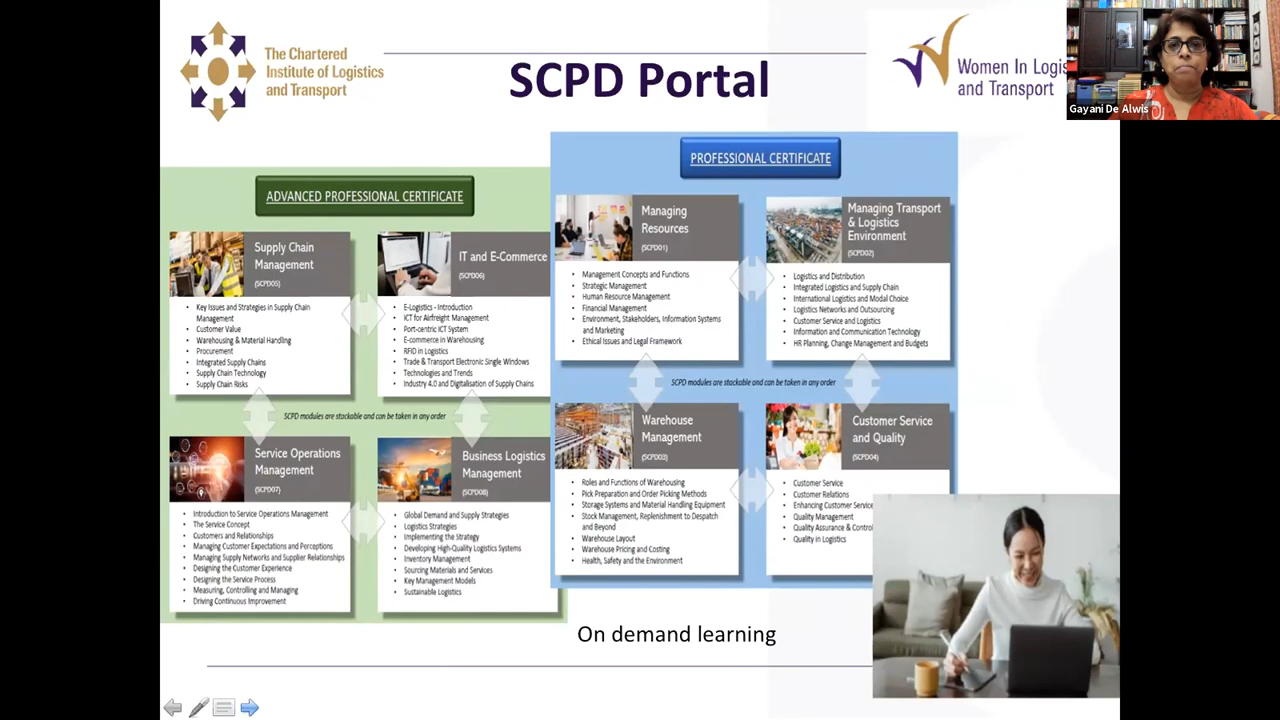 The Chartered
Institute of Logistics
and Transport
SCPD Portal
Women In Logis
and Transport
Gayani De Alwis
ADVANCED PROFESSIONAL CERTIFICATE
Supply Chain
Management
(SCPD05)
Key Issues and Strategies in Supply Chain
Management
Customer Value
Warehousing & Material Handling
Procurement
Integrated Supply Chains
Supply Chain Technology
Supply Chain Risks
IT and E-Commerce
(SCPD06)
E-Logistics - Introduction
ICT for Airfreight Management
Port-centric ICT System
E-commerce in Warehousing
RFID in Logistics
Trade & Transport Electronic Single Windows
Technologies and Trends
Industry 4.0 and Digitalisation of Supply Chains
SCPD modules are stackable and can be taken in any order
Service Operations
Management
(SCPD07)
Introduction to Service Operations Management
The Service Concept
Customers and Relationships
Managing Customer Expectations and Perceptions
Managing Supply Networks and Supplier Relationships
Designing the Customer Experience
Designing the Service Process
Measuring, Controlling and Managing
Driving Continuous Improvement
Business Logistics
Management
(SCPD08)
Global Demand and Supply Strategies
Logistics Strategies
Implementing the Strategy
Developing High-Quality Logistics Systems
Inventory Management
Sourcing Materials and Services
Key Management Models
Sustainable Logistics
PROFESSIONAL CERTIFICATE
Managing
Resources
(SCPD01)
Management Concepts and Functions
Strategic Management
Human Resource Management
Financial Management
Environment, Stakeholders, Information Systems
and Marketing
Ethical Issues and Legal Framework
Managing Transport
& Logistics
Environment
(SCPD02)
Logistics and Distribution
Integrated Logistics and Supply Chain
International Logistics and Modal Choice
Logistics Networks and Outsourcing
Customer Service and Logistics
Information and Communication Technology
HR Planning, Change Management and Budgets
SCPD modules are stackable and can be taken in any order
Warehouse
Management
(SCPD03)
Roles and Functions of Warehousing
Pick Preparation and Order Picking Methods
Storage Systems and Material Handling Equipment
Stock Management, Replenishment to Despatch
and Beyond
Warehouse Layout
Warehouse Pricing and Costing
Health, Safety and the Environment
Customer Service
and Quality
(SCPD04)
Customer Service
Customer Relations
Enhancing Customer Service
Quality Management
Quality Assurance & Contro
Quality in Logistics
On demand learning